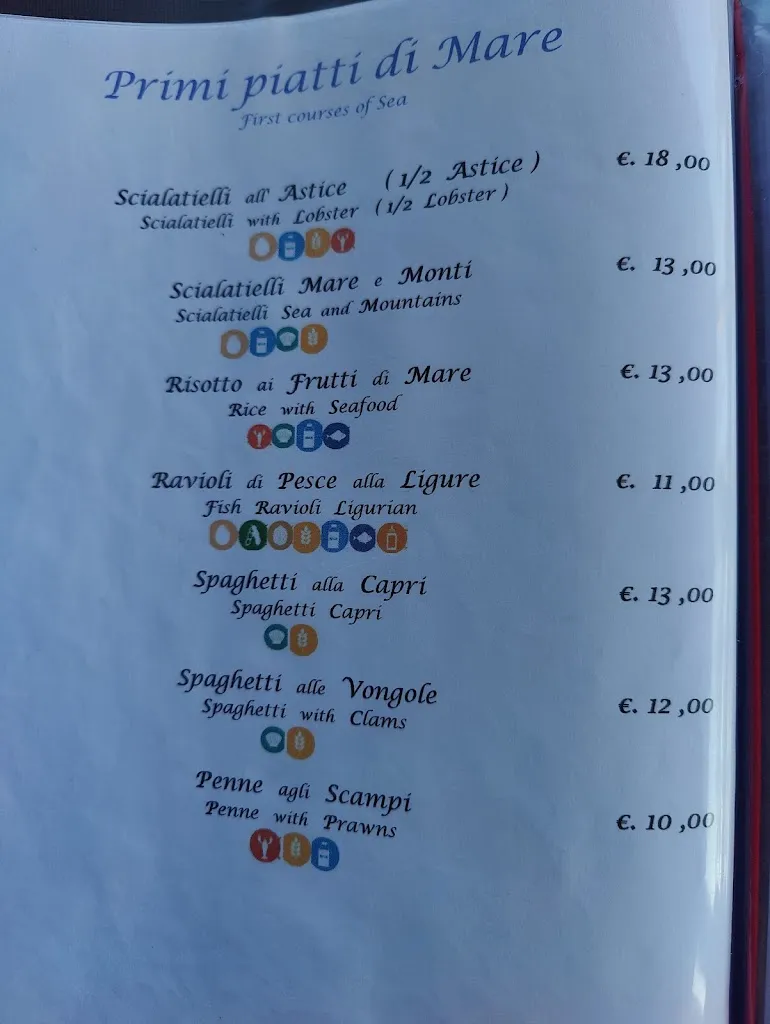 Primi piatti di Mare
First courses of Sea
Scialatielli all' Astice (1/2 Astice) €. 18,00
Scialatielli with Lobster (1/2 Lobster)
Scialatielli Mare e Monti €. 13,00
Scialatielli Sea and Mountains
Risotto ai Frutti di Mare €. 13,00
Rice with Seafood
Ravioli di Pesce alla Ligure €. 11,00
Fish Ravioli Ligurian
Spaghetti alla Capri €. 13,00
Spaghetti Capri
Spaghetti alle Vongole €. 12,00
Spaghetti with Clams
Penne agli Scampi €. 10,00
Penne with Prawns